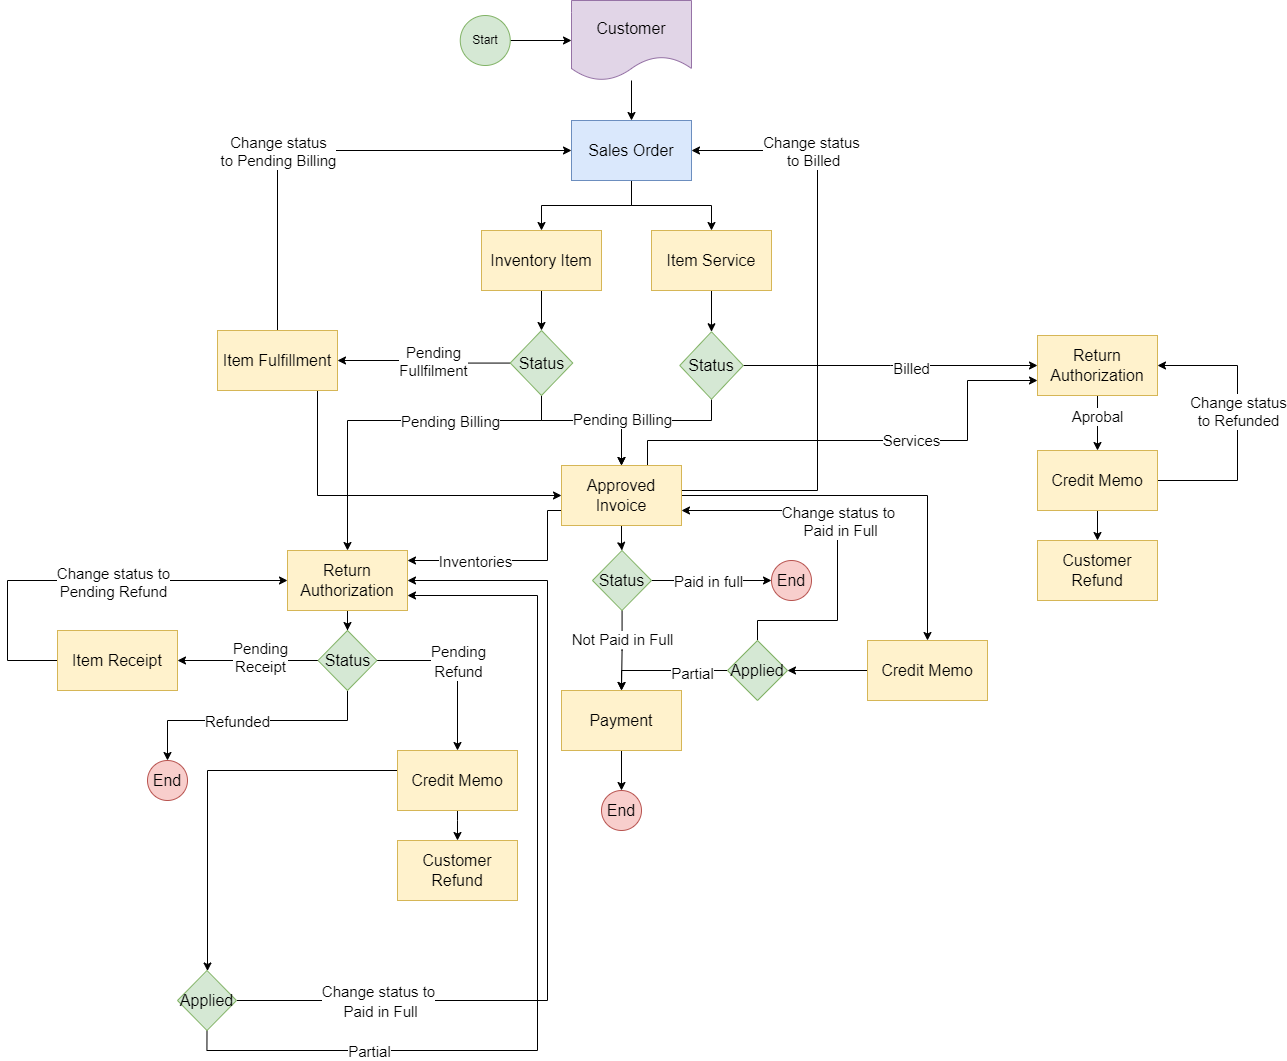 Start
Customer
Change status
to Pending Billing
Sales Order
Change status
to Billed
Inventory Item
Item Service
Item Fulfillment
Pending
Fullfilment
Status
Status
Billed
Return
Authorization
Change status
to Refunded
Aprobal
Pending Billing
Pending Billing
Services
Credit Memo
Approved
Invoice
Change status to
Paid in Full
Customer
Refund
Inventories
Return
Authorization
Change status to
Pending Refund
Status
Paid in full
End
Not Paid in Full
Item Receipt
Pending
Receipt
Status
Pending
Refund
Partial
Applied
Credit Memo
Refunded
Payment
End
Credit Memo
End
Customer
Refund
Applied
Change status to
Paid in Full
Partial